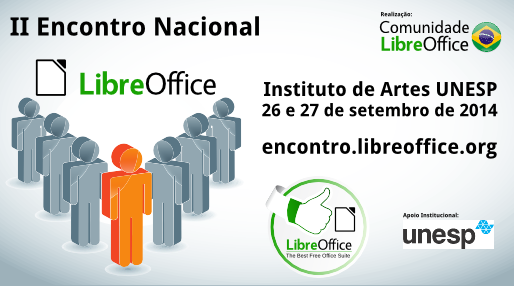 II Encontro Nacional
LibreOffice
Realização:
Comunidade
LibreOffice
Instituto de Artes UNESP
26 e 27 de setembro de 2014
encontro.libreoffice.org
LibreOffice
The Best Free Office Suite
Apoio Institucional:
unesp